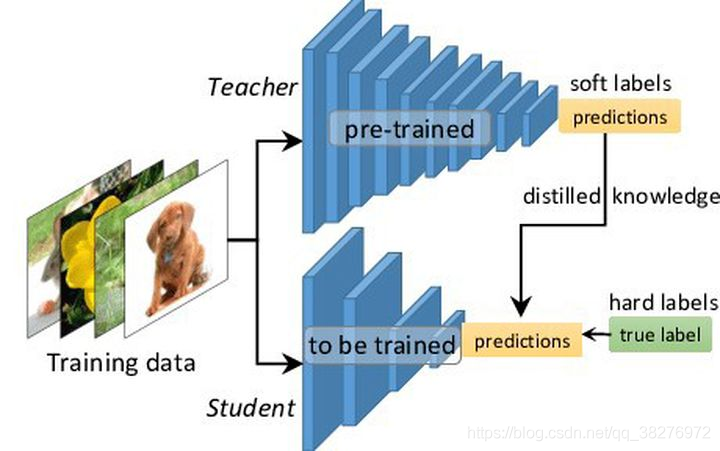 Teacher
soft labels
pre-trained
predictions
distilled knowledge
hard labels
to be trained
predictions
true label
Training data
Student
https://blog.csdn.net/qq_38276972